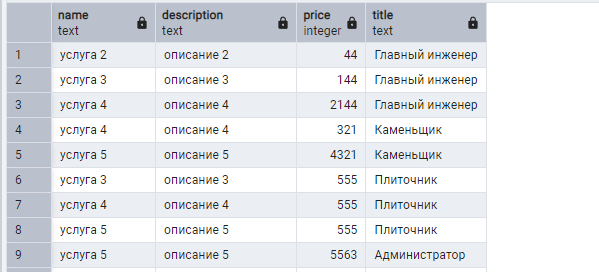 name description price title
text text integer text
1 услуга 2 описание 2 44 Главный инженер
2 услуга 3 описание 3 144 Главный инженер
3 услуга 4 описание 4 2144 Главный инженер
4 услуга 4 описание 4 321 Каменьщик
5 услуга 5 описание 5 4321 Каменьщик
6 услуга 3 описание 3 555 Плиточник
7 услуга 4 описание 4 555 Плиточник
8 услуга 5 описание 5 555 Плиточник
9 услуга 5 описание 5 5563 Администратор